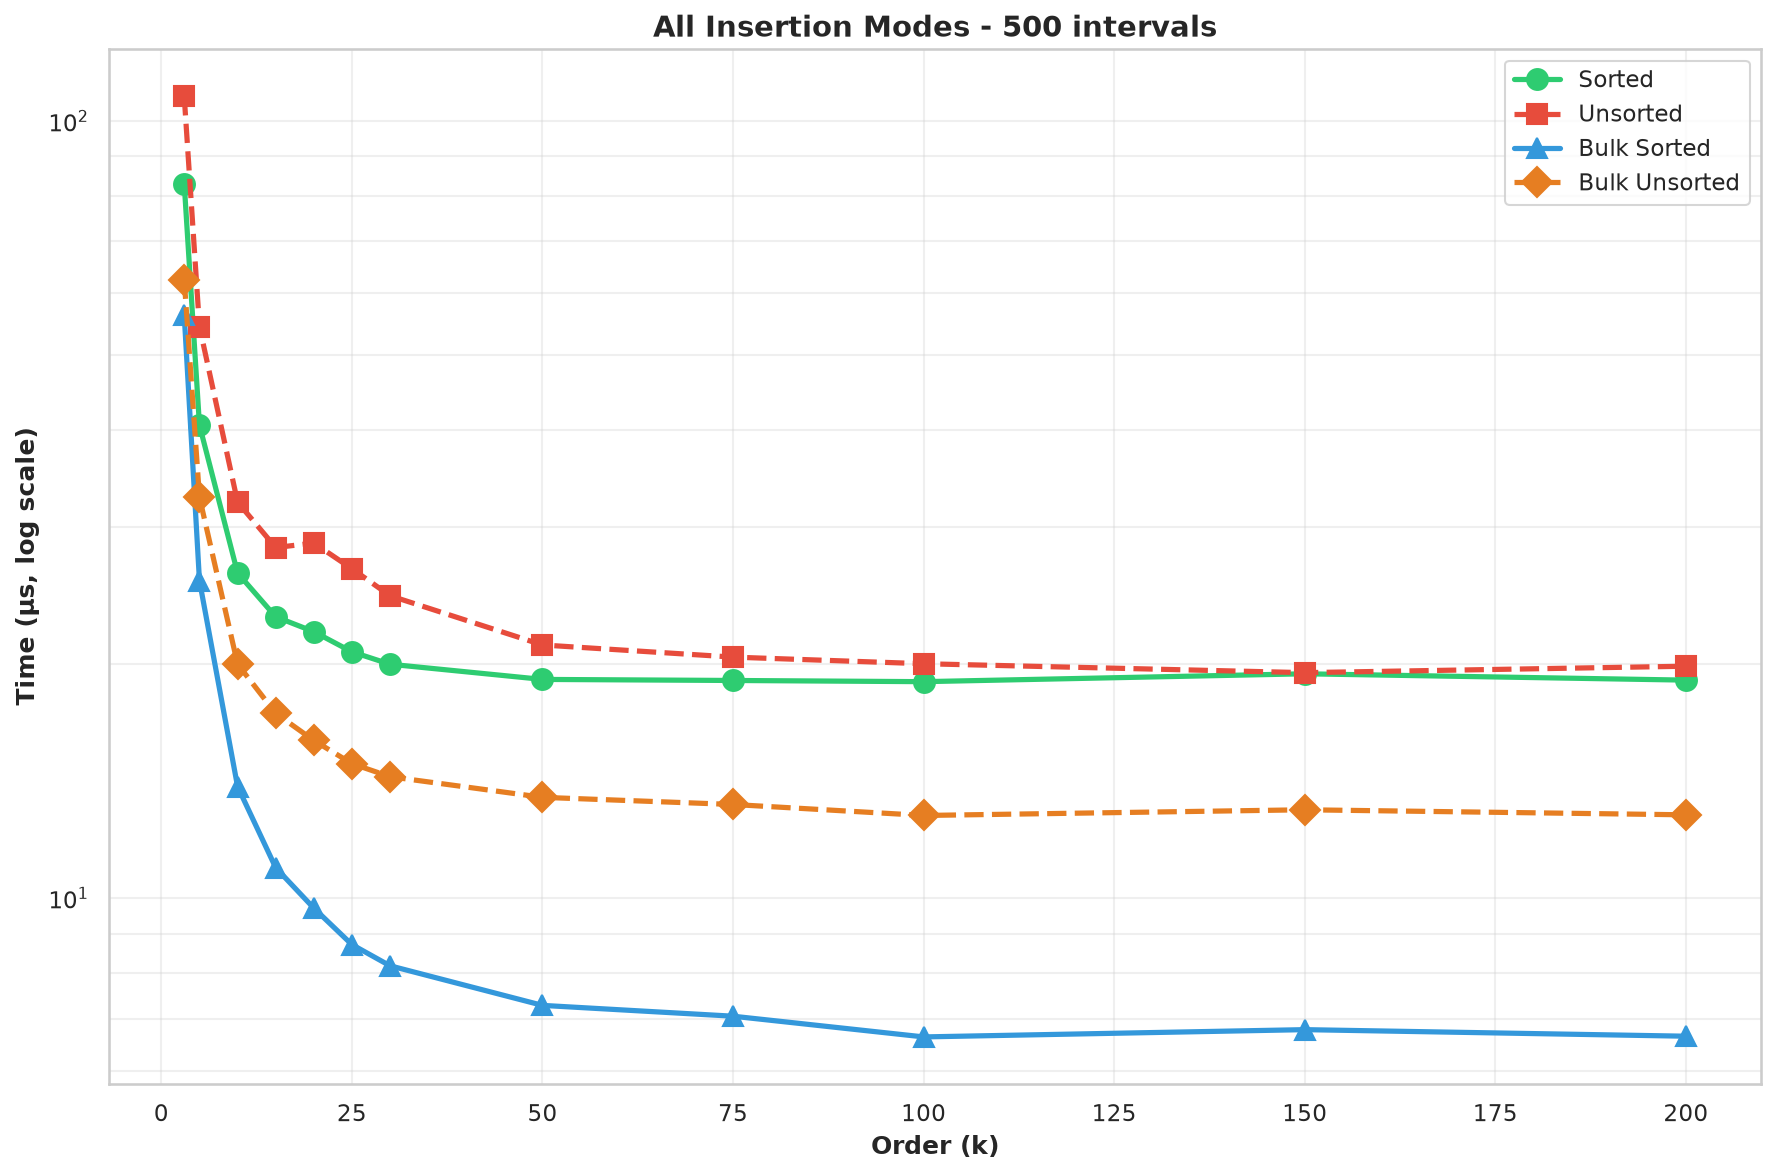 All Insertion Modes - 500 intervals
Sorted
Unsorted
Bulk Sorted
Bulk Unsorted
Time (μs, log scale)
10²
10¹
0 25 50 75 100 125 150 175 200
Order (k)